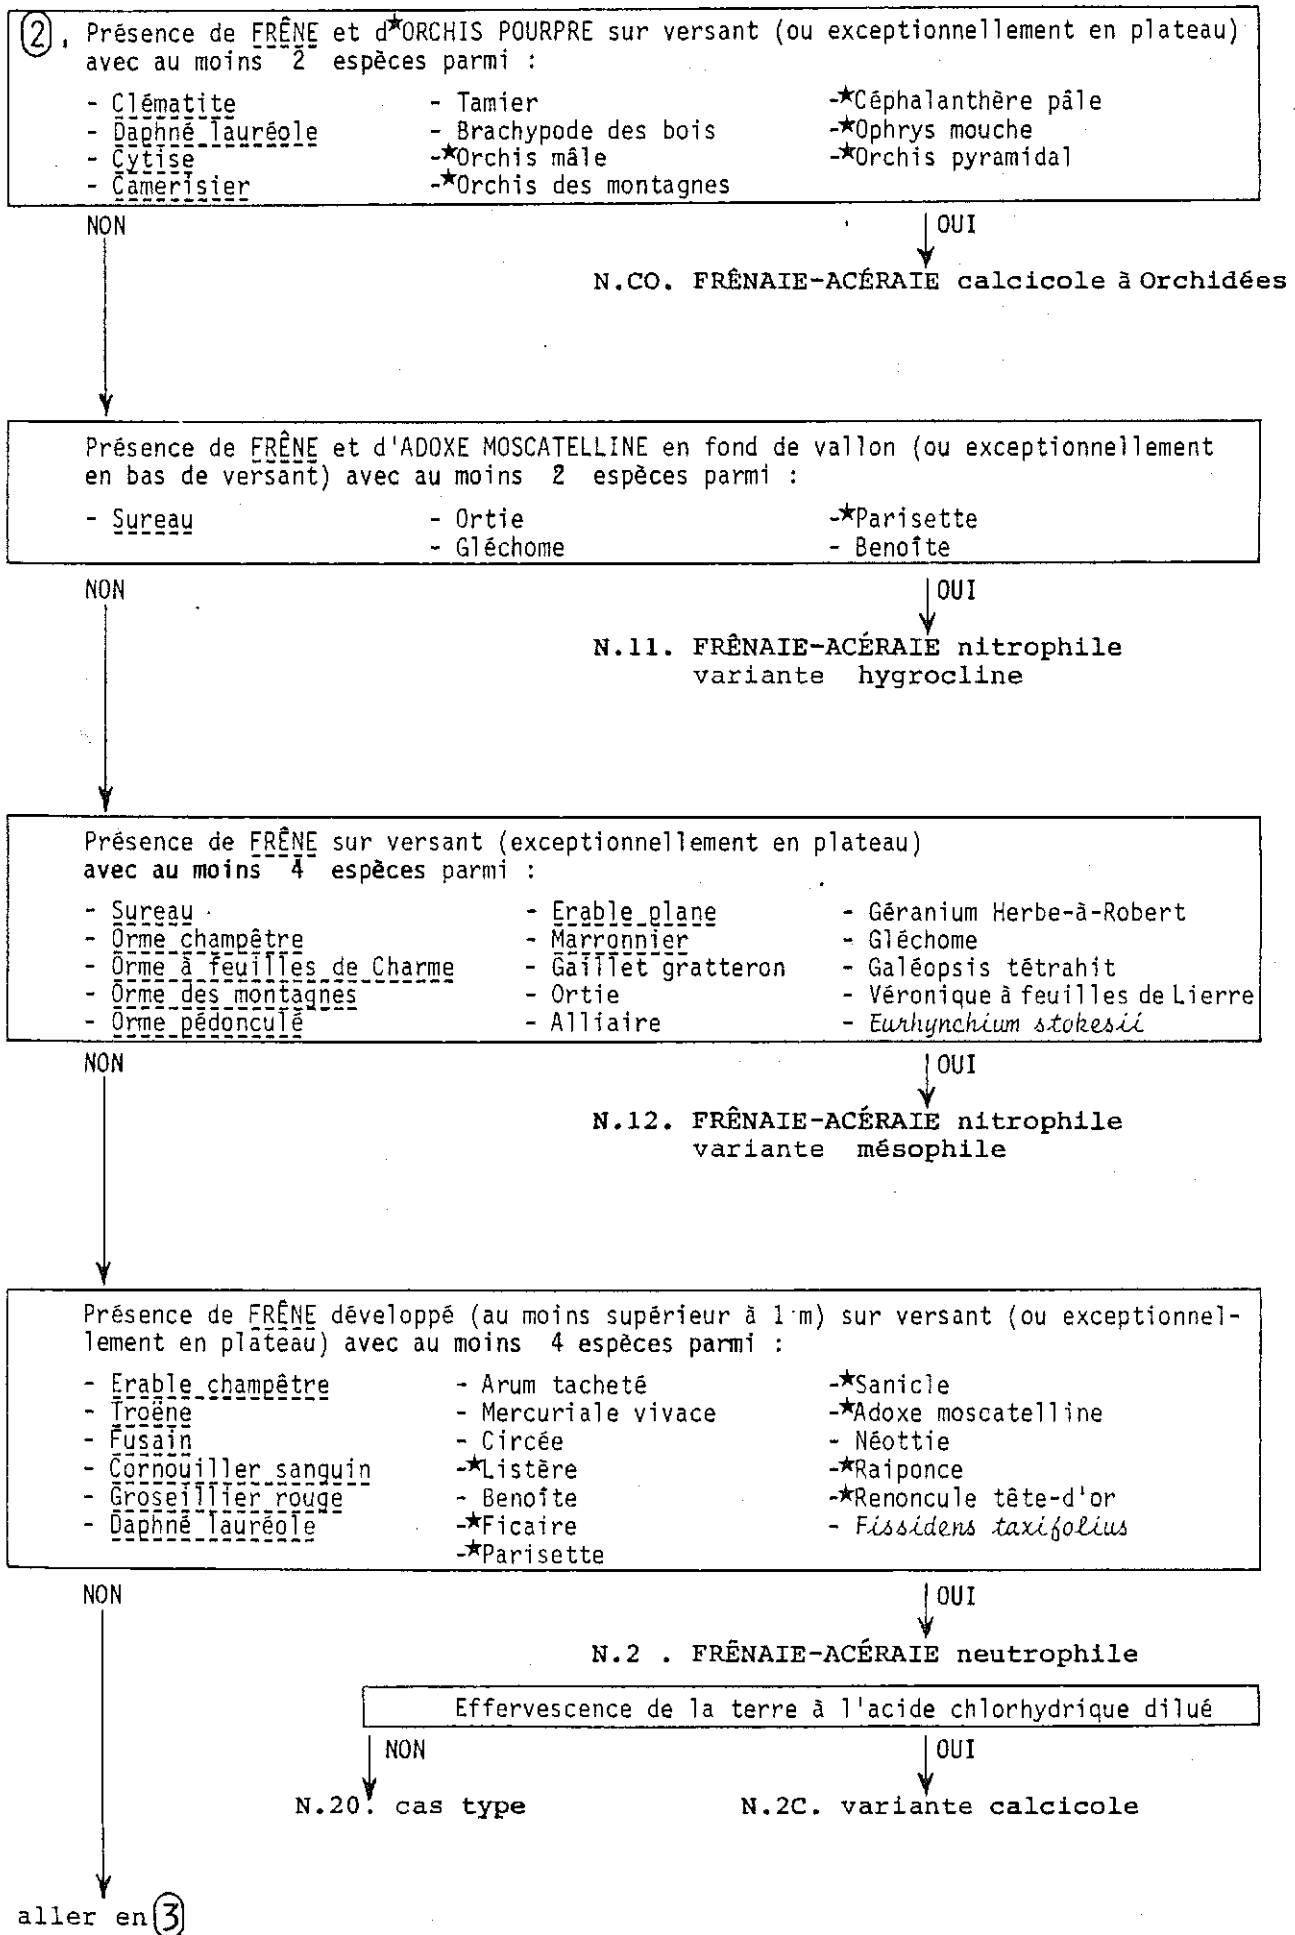 ②. Présence de FRÊNE et d'★ORCHIS POURPRE sur versant (ou exceptionnellement en plateau)
avec au moins 2 espèces parmi :
- Clématite - Tamier -★Céphalanthère pâle
- Daphné lauréole - Brachypode des bois -★Ophrys mouche
- Cytise -★Orchis mâle -★Orchis pyramidal
- Camerisier -★Orchis des montagnes
NON OUI
N.CO. FRÊNAIE-ACÉRAIE calcicole à Orchidées
Présence de FRÊNE et d'ADOXE MOSCATELLINE en fond de vallon (ou exceptionnellement
en bas de versant) avec au moins 2 espèces parmi :
- Sureau - Ortie -★Parisette
- Gléchome - Benoîte
NON OUI
N.11. FRÊNAIE-ACÉRAIE nitrophile
variante hygrocline
Présence de FRÊNE sur versant (exceptionnellement en plateau)
avec au moins 4 espèces parmi :
- Sureau - Erable plane - Géranium Herbe-à-Robert
- Orme champêtre - Marronnier - Gléchome
- Orme à feuilles de Charme - Gaillet gratteron - Galéopsis tétrahit
- Orme des montagnes - Ortie - Véronique à feuilles de Lierre
- Orme pédonculé - Alliaire - Eurhynchium stokesii
NON OUI
N.12. FRÊNAIE-ACÉRAIE nitrophile
variante mésophile
Présence de FRÊNE développé (au moins supérieur à 1 m) sur versant (ou exceptionnel-
lement en plateau) avec au moins 4 espèces parmi :
- Erable champêtre - Arum tacheté -★Sanicle
- Troëne - Mercuriale vivace -★Adoxe moscatelline
- Fusain - Circée - Néottie
- Cornouiller sanguin -★Listère -★Raiponce
- Groseillier rouge - Benoîte -★Renoncule tête-d'or
- Daphné lauréole -★Ficaire - Fissidens taxifolius
-★Parisette
NON OUI
N.2 . FRÊNAIE-ACÉRAIE neutrophile
Effervescence de la terre à l'acide chlorhydrique dilué
NON OUI
N.20. cas type N.2C. variante calcicole
aller en ③